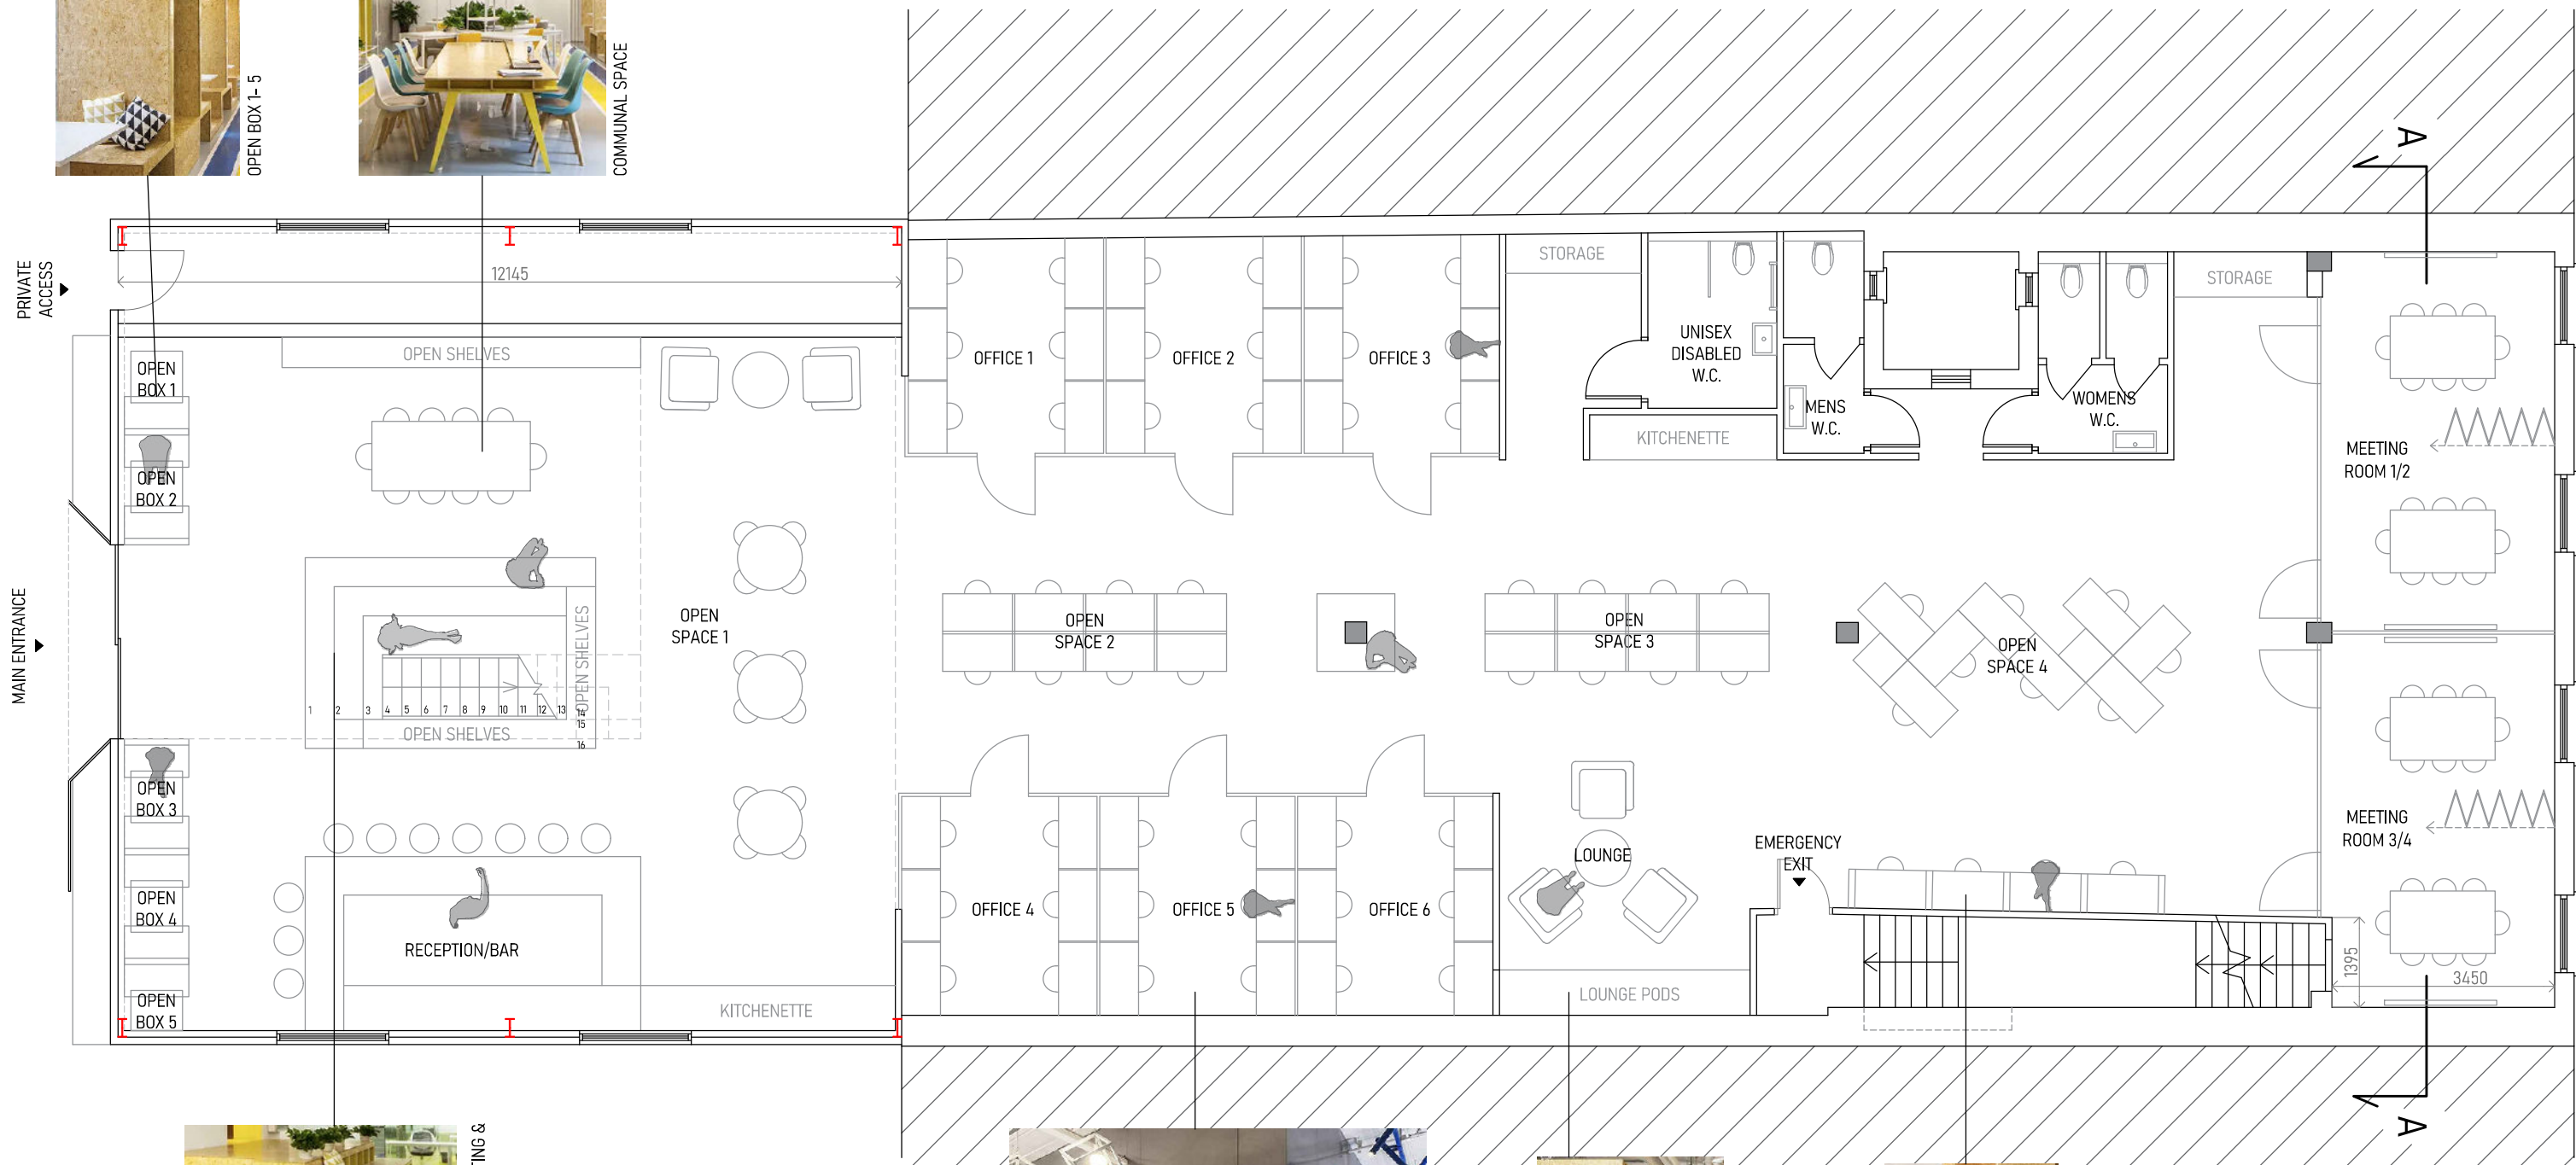 OPEN BOX 1- 5
COMMUNAL SPACE
A
PRIVATE
ACCESS
12145
STORAGE
STORAGE
OPEN SHELVES
OPEN
BOX 1
OFFICE 1
OFFICE 2
OFFICE 3
UNISEX
DISABLED
W.C.
MENS
W.C.
WOMENS
W.C.
KITCHENETTE
MEETING
ROOM 1/2
OPEN
BOX 2
MAIN ENTRANCE
OPEN
SPACE 1
OPEN SHELVES
OPEN
SPACE 2
OPEN
SPACE 3
OPEN
SPACE 4
1 2 3 4 5 6 7 8 9 10 11 12 13
14
15
16
OPEN SHELVES
OPEN
BOX 3
MEETING
ROOM 3/4
EMERGENCY
EXIT
LOUNGE
OPEN
BOX 4
OFFICE 4
OFFICE 5
OFFICE 6
RECEPTION/BAR
1395
3450
LOUNGE PODS
OPEN
BOX 5
KITCHENETTE
A